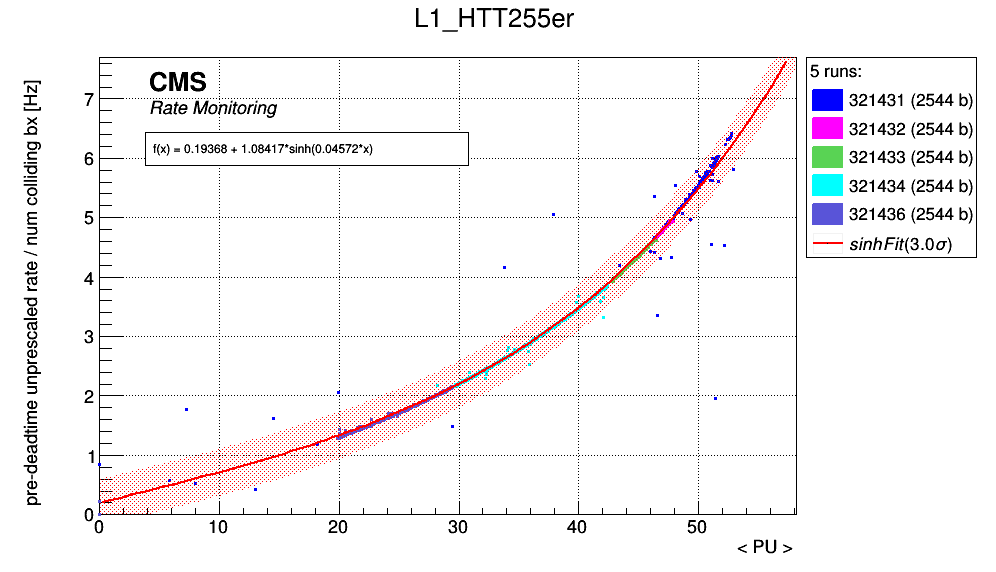 L1_HTT255er
pre-deadtime unprescaled rate / num colliding bx [Hz]
CMS
Rate Monitoring
f(x) = 0.19368 + 1.08417*sinh(0.04572*x)
7
6
5
4
3
2
1
0
0 10 20 30 40 50
< PU >
5 runs:
321431 (2544 b)
321432 (2544 b)
321433 (2544 b)
321434 (2544 b)
321436 (2544 b)
sinhFit(3.0σ)